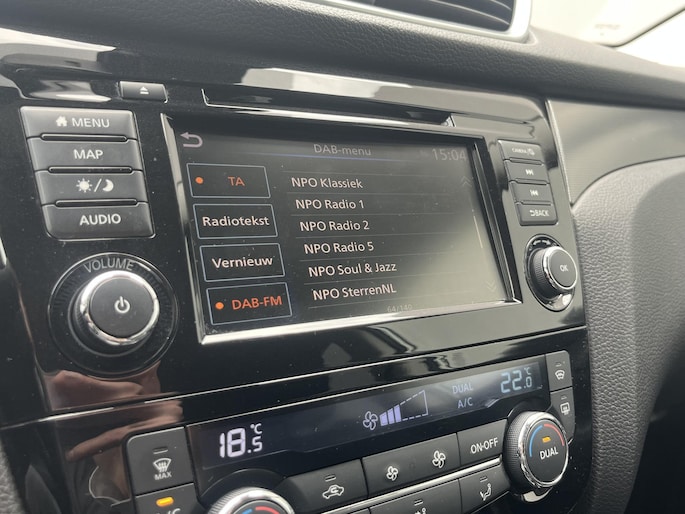 MENU
MAP
AUDIO
VOLUME
DAB-menu
15:04
TA
Radiotekst
Vernieuw
DAB-FM
NPO Klassiek
NPO Radio 1
NPO Radio 2
NPO Radio 5
NPO Soul & Jazz
NPO SterrenNL
CAMERA
BACK
OK
18.5°C
DUAL
A/C
22.0°C
MAX
A/C
ON-OFF
DUAL